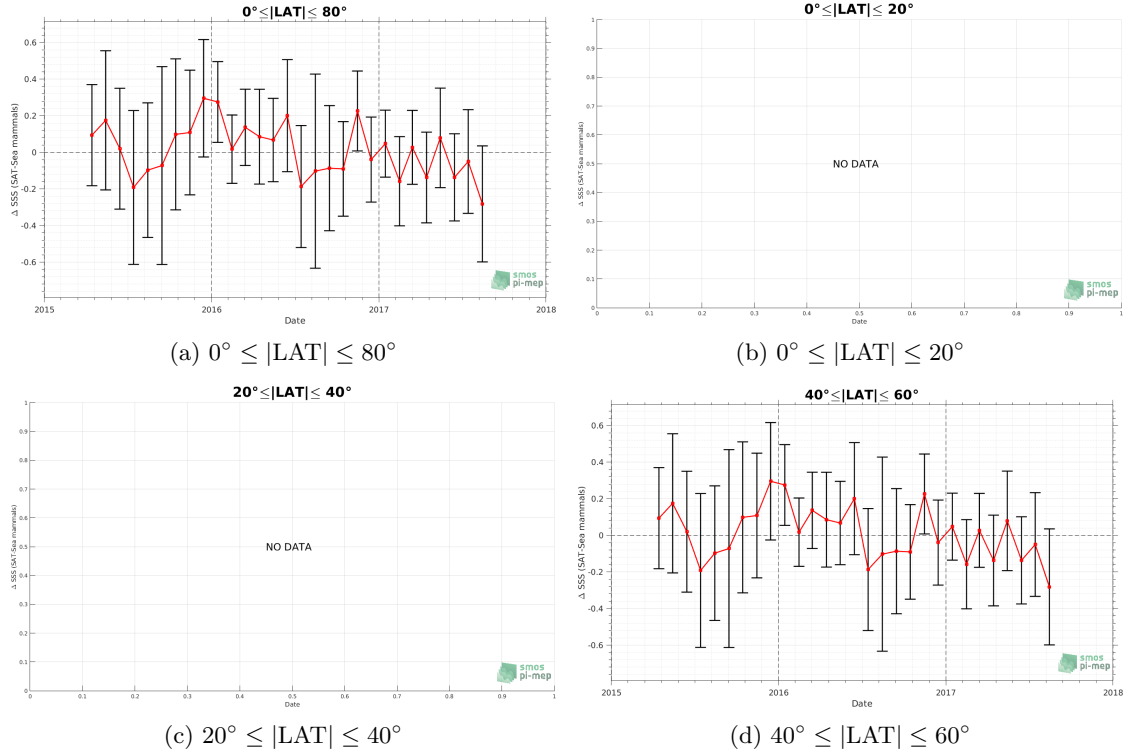 0°≤|LAT|≤ 80°
0.6
0.4
0.2
0
-0.2
-0.4
-0.6
Δ SSS (SAT-Sea mammals)
2015
2016
2017
2018
Date
smos
pi-mep
(a) 0° ≤ |LAT| ≤ 80°
0°≤|LAT|≤ 20°
1
0.9
0.8
0.7
0.6
0.5
0.4
0.3
0.2
0.1
0
Δ SSS (SAT-Sea mammals)
NO DATA
0
0.1
0.2
0.3
0.4
0.5
0.6
0.7
0.8
0.9
1
Date
smos
pi-mep
(b) 0° ≤ |LAT| ≤ 20°
20°≤|LAT|≤ 40°
1
0.9
0.8
0.7
0.6
0.5
0.4
0.3
0.2
0.1
0
Δ SSS (SAT-Sea mammals)
NO DATA
0
0.1
0.2
0.3
0.4
0.5
0.6
0.7
0.8
0.9
1
Date
smos
pi-mep
(c) 20° ≤ |LAT| ≤ 40°
40°≤|LAT|≤ 60°
0.6
0.4
0.2
0
-0.2
-0.4
-0.6
Δ SSS (SAT-Sea mammals)
2015
2016
2017
2018
Date
smos
pi-mep
(d) 40° ≤ |LAT| ≤ 60°